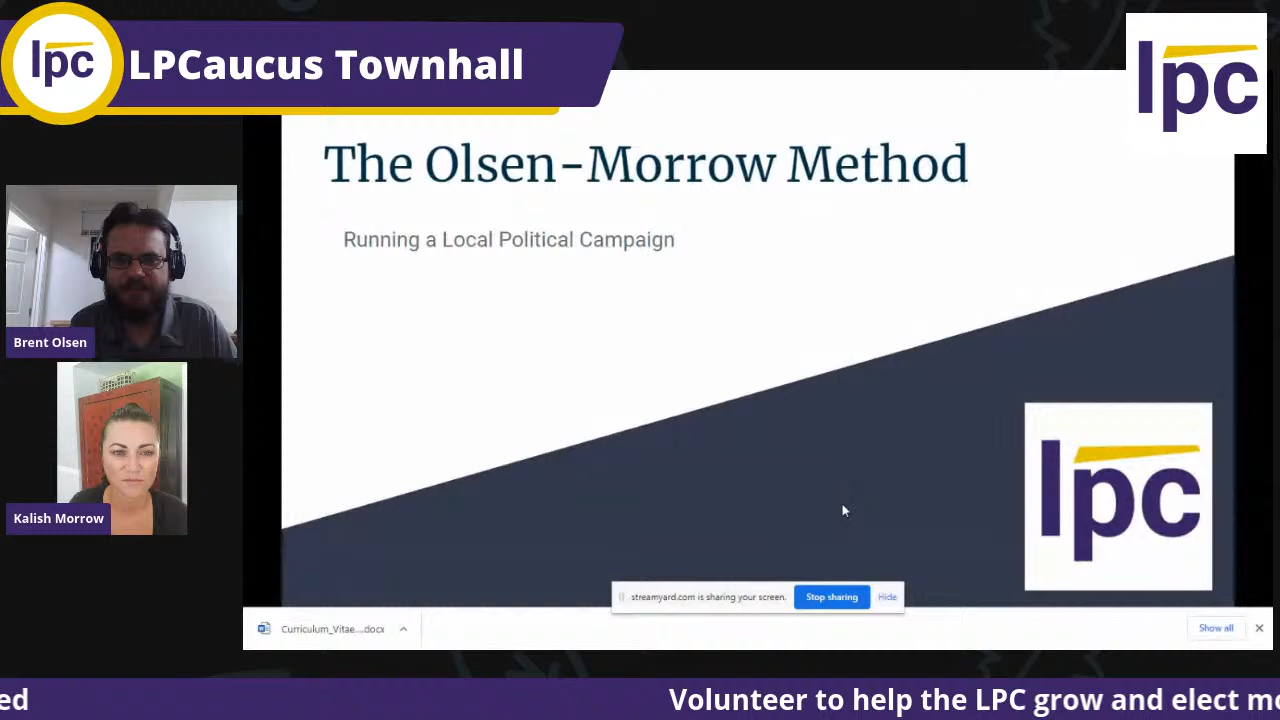 lpc
LPCaucus Townhall
lpc
The Olsen-Morrow Method
Running a Local Political Campaign
Brent Olsen
Kalish Morrow
lpc
streamyard.com is sharing your screen.
Stop sharing
Hide
Curriculum_Vitae....docx
Show all
ed
Volunteer to help the LPC grow and elect mo